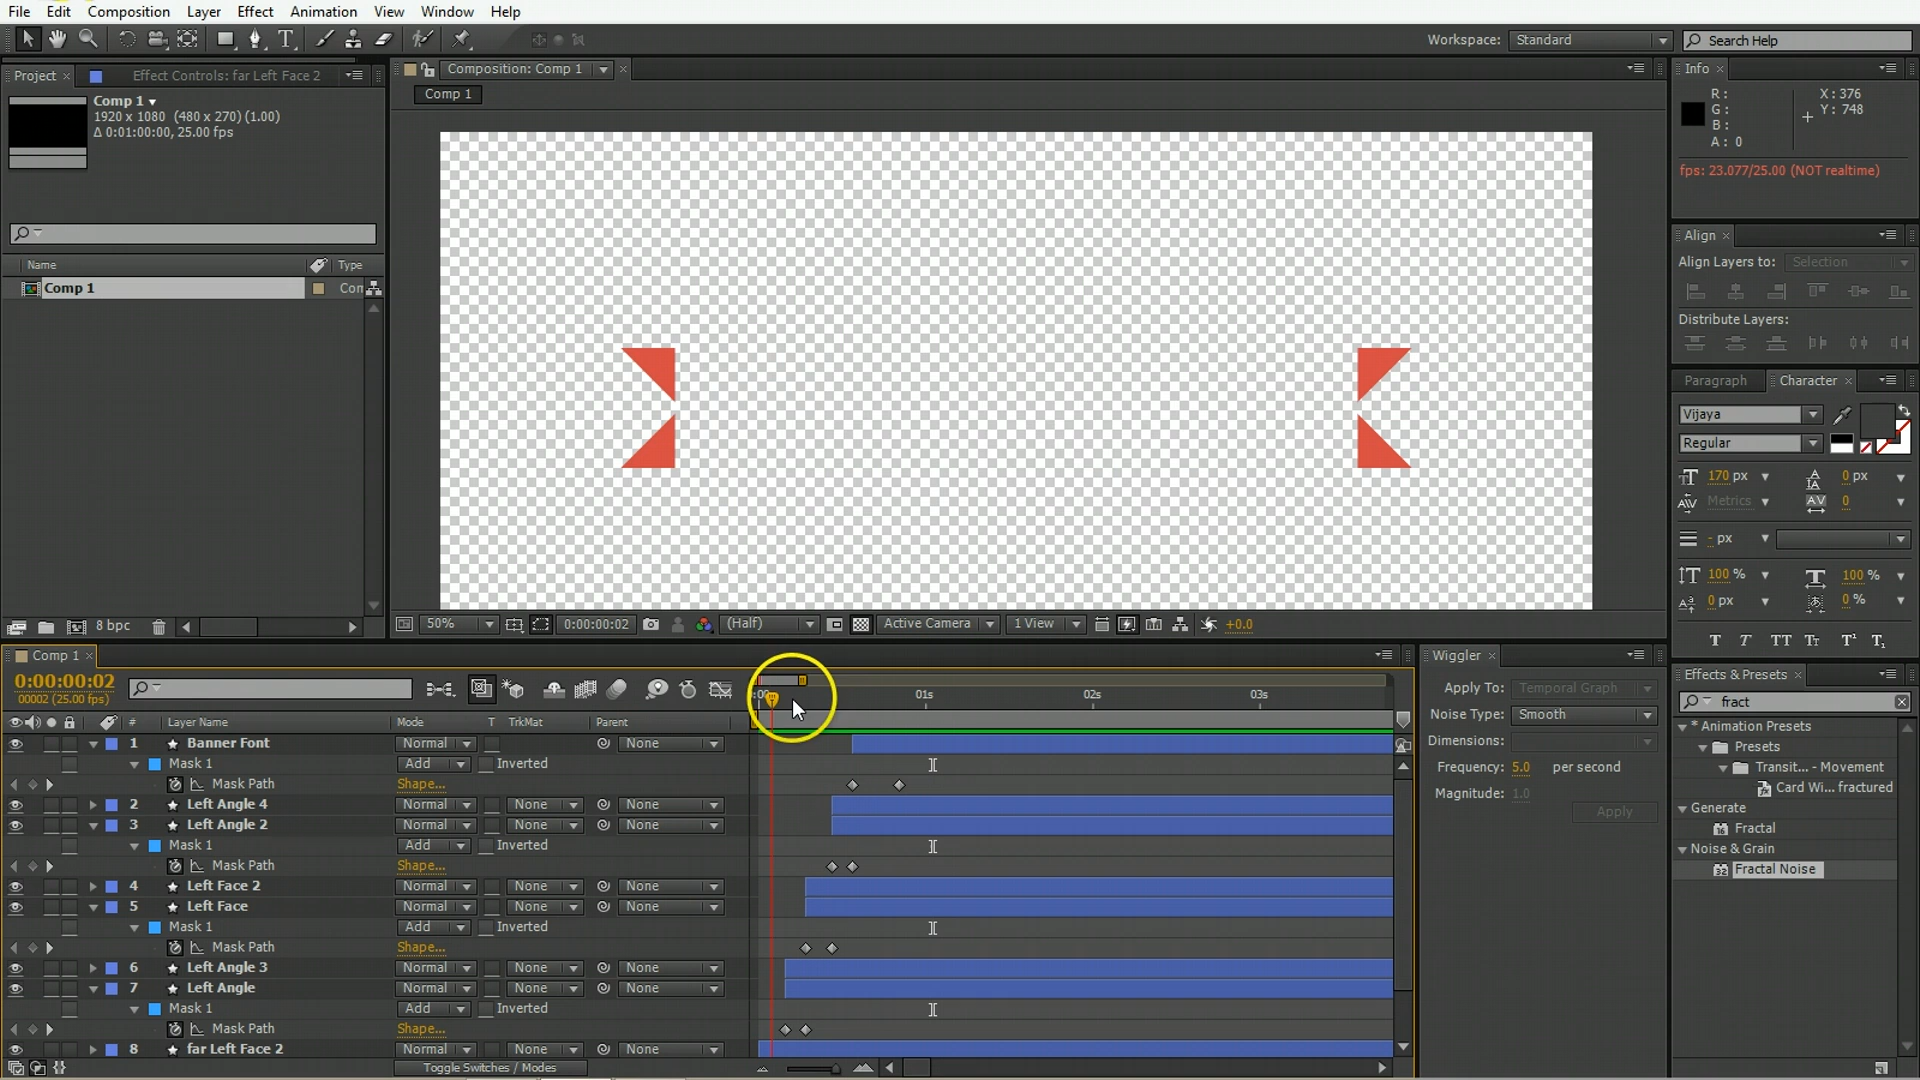 File Edit Composition Layer Effect Animation View Window Help
Workspace: Standard Search Help
Project Effect Controls: far Left Face 2
Composition: Comp 1
Comp 1
Comp 1
1920 x 1080 (480 x 270) (1.00)
Δ 0:01:00:00, 25.00 fps
Name Type
Comp 1 Con
8 bpc
50% 0:00:00:02 (Half) Active Camera 1 View +0.0
Info
R:
G:
B:
A: 0
X: 376
Y: 748
fps: 23.077/25.00 (NOT realtime)
Align
Align Layers to: Selection
Distribute Layers:
Paragraph Character
Vijaya
Regular
170 px 0 px
Metrics 0
- px
100 % 100 %
0 px 0 %
Comp 1
0:00:00:02
00002 (25.00 fps)
:00 01s 02s 03s
# Layer Name Mode T TrkMat Parent
1 Banner Font Normal None
Mask 1 Add Inverted
Mask Path Shape...
2 Left Angle 4 Normal None None
3 Left Angle 2 Normal None None
Mask 1 Add Inverted
Mask Path Shape...
4 Left Face 2 Normal None None
5 Left Face Normal None None
Mask 1 Add Inverted
Mask Path Shape...
6 Left Angle 3 Normal None None
7 Left Angle Normal None None
Mask 1 Add Inverted
Mask Path Shape...
8 far Left Face 2 Normal None None
Toggle Switches / Modes
Wiggler
Apply To: Temporal Graph
Noise Type: Smooth
Dimensions:
Frequency: 5.0 per second
Magnitude: 1.0
Apply
Effects & Presets
fract
* Animation Presets
Presets
Transit... - Movement
Card Wi... fractured
Generate
Fractal
Noise & Grain
Fractal Noise